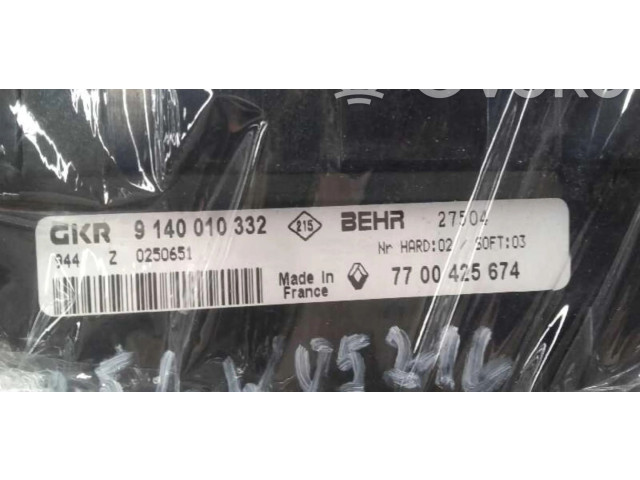 GKR 9 140 010 332 215 BEHR 27504
944 Z 0250651 Nr HARD:02 / SOFT:03
Made in France 77 00 425 674